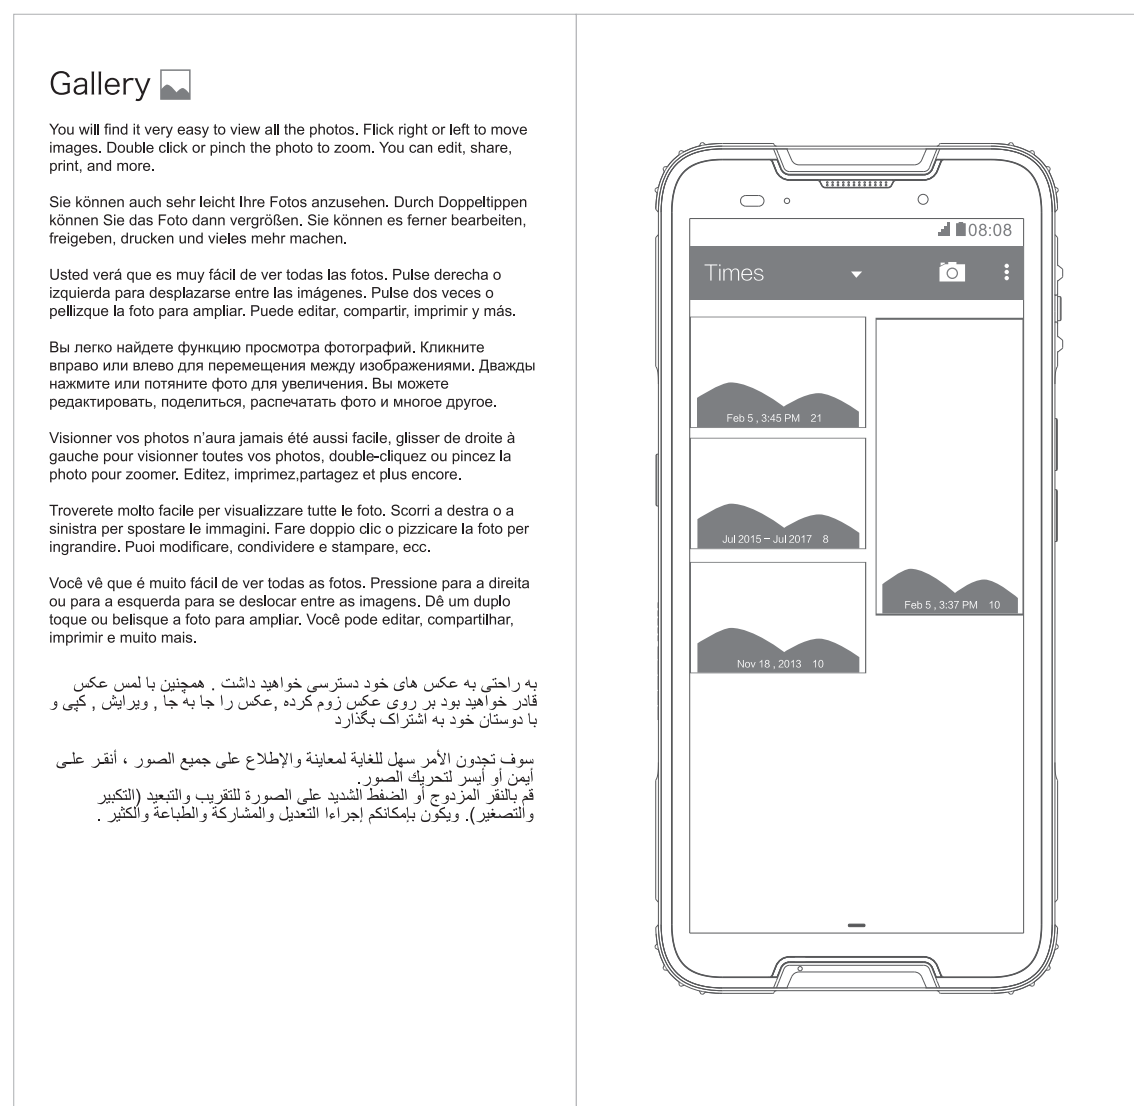 Gallery
You will find it very easy to view all the photos. Flick right or left to move
images. Double click or pinch the photo to zoom. You can edit, share,
print, and more.
Sie können auch sehr leicht Ihre Fotos anzusehen. Durch Doppeltippen
können Sie das Foto dann vergrößen. Sie können es ferner bearbeiten,
freigeben, drucken und vieles mehr machen.
Usted verá que es muy fácil de ver todas las fotos. Pulse derecha o
izquierda para desplazarse entre las imágenes. Pulse dos veces o
pellizque la foto para ampliar. Puede editar, compartir, imprimir y más.
Вы легко найдете функцию просмотра фотографий. Кликните
вправо или влево для перемещения между изображениями. Дважды
нажмите или потяните фото для увеличения. Вы можете
редактировать, поделиться, распечатать фото и многое другое.
Visionner vos photos n’aura jamais été aussi facile, glisser de droite à
gauche pour visionner toutes vos photos, double-cliquez ou pincez la
photo pour zoomer. Editez, imprimez,partagez et plus encore.
Troverete molto facile per visualizzare tutte le foto. Scorri a destra o a
sinistra per spostare le immagini. Fare doppio clic o pizzicare la foto per
ingrandire. Puoi modificare, condividere e stampare, ecc.
Você vê que é muito fácil de ver todas as fotos. Pressione para a direita
ou para a esquerda para se deslocar entre as imagens. Dê um duplo
toque ou belisque a foto para ampliar. Você pode editar, compartilhar,
imprimir e muito mais.
به راحتی به عکس های خود دسترسی خواهید داشت . همچنین با لمس عکس
قادر خواهید بود بر روی عکس زوم کرده ,عکس را جا به جا , ویرایش , کپی و
با دوستان خود به اشتراک بگذارد
سوف تجدون الأمر سهل للغاية لمعاينة والإطلاع على جميع الصور ، أنقر على
أيمن أو أيسر لتحريك الصور.
قم بالنقر المزدوج أو الضفط الشديد على الصورة للتقريب والتبعيد (التكبير
والتصغير). ويكون بإمكانكم إجراءا التعديل والمشاركة والطباعة والكثير .
08:08
Times
Feb 5 , 3:45 PM 21
Jul 2015 – Jul 2017 8
Feb 5 , 3:37 PM 10
Nov 18 , 2013 10